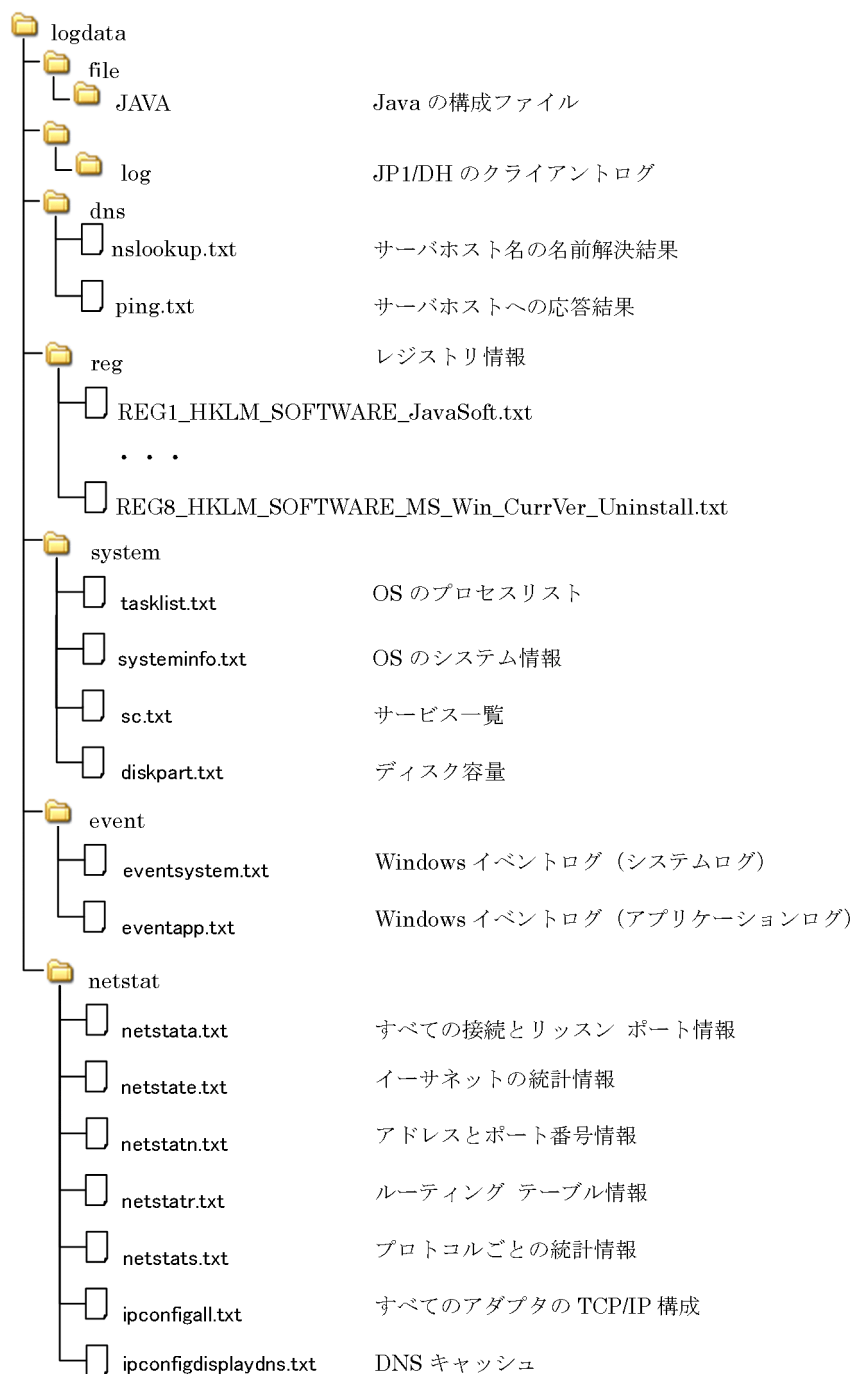 logdata
file
JAVA Java の構成ファイル
log JP1/DH のクライアントログ
dns
nslookup.txt サーバホスト名の名前解決結果
ping.txt サーバホストへの応答結果
reg レジストリ情報
REG1_HKLM_SOFTWARE_JavaSoft.txt
・・・
REG8_HKLM_SOFTWARE_MS_Win_CurrVer_Uninstall.txt
system
tasklist.txt OS のプロセスリスト
systeminfo.txt OS のシステム情報
sc.txt サービス一覧
diskpart.txt ディスク容量
event
eventsystem.txt Windows イベントログ（システムログ）
eventapp.txt Windows イベントログ（アプリケーションログ）
netstat
netstata.txt すべての接続とリッスン ポート情報
netstate.txt イーサネットの統計情報
netstatn.txt アドレスとポート番号情報
netstatr.txt ルーティング テーブル情報
netstats.txt プロトコルごとの統計情報
ipconfigall.txt すべてのアダプタの TCP/IP 構成
ipconfigdisplaydns.txt DNS キャッシュ